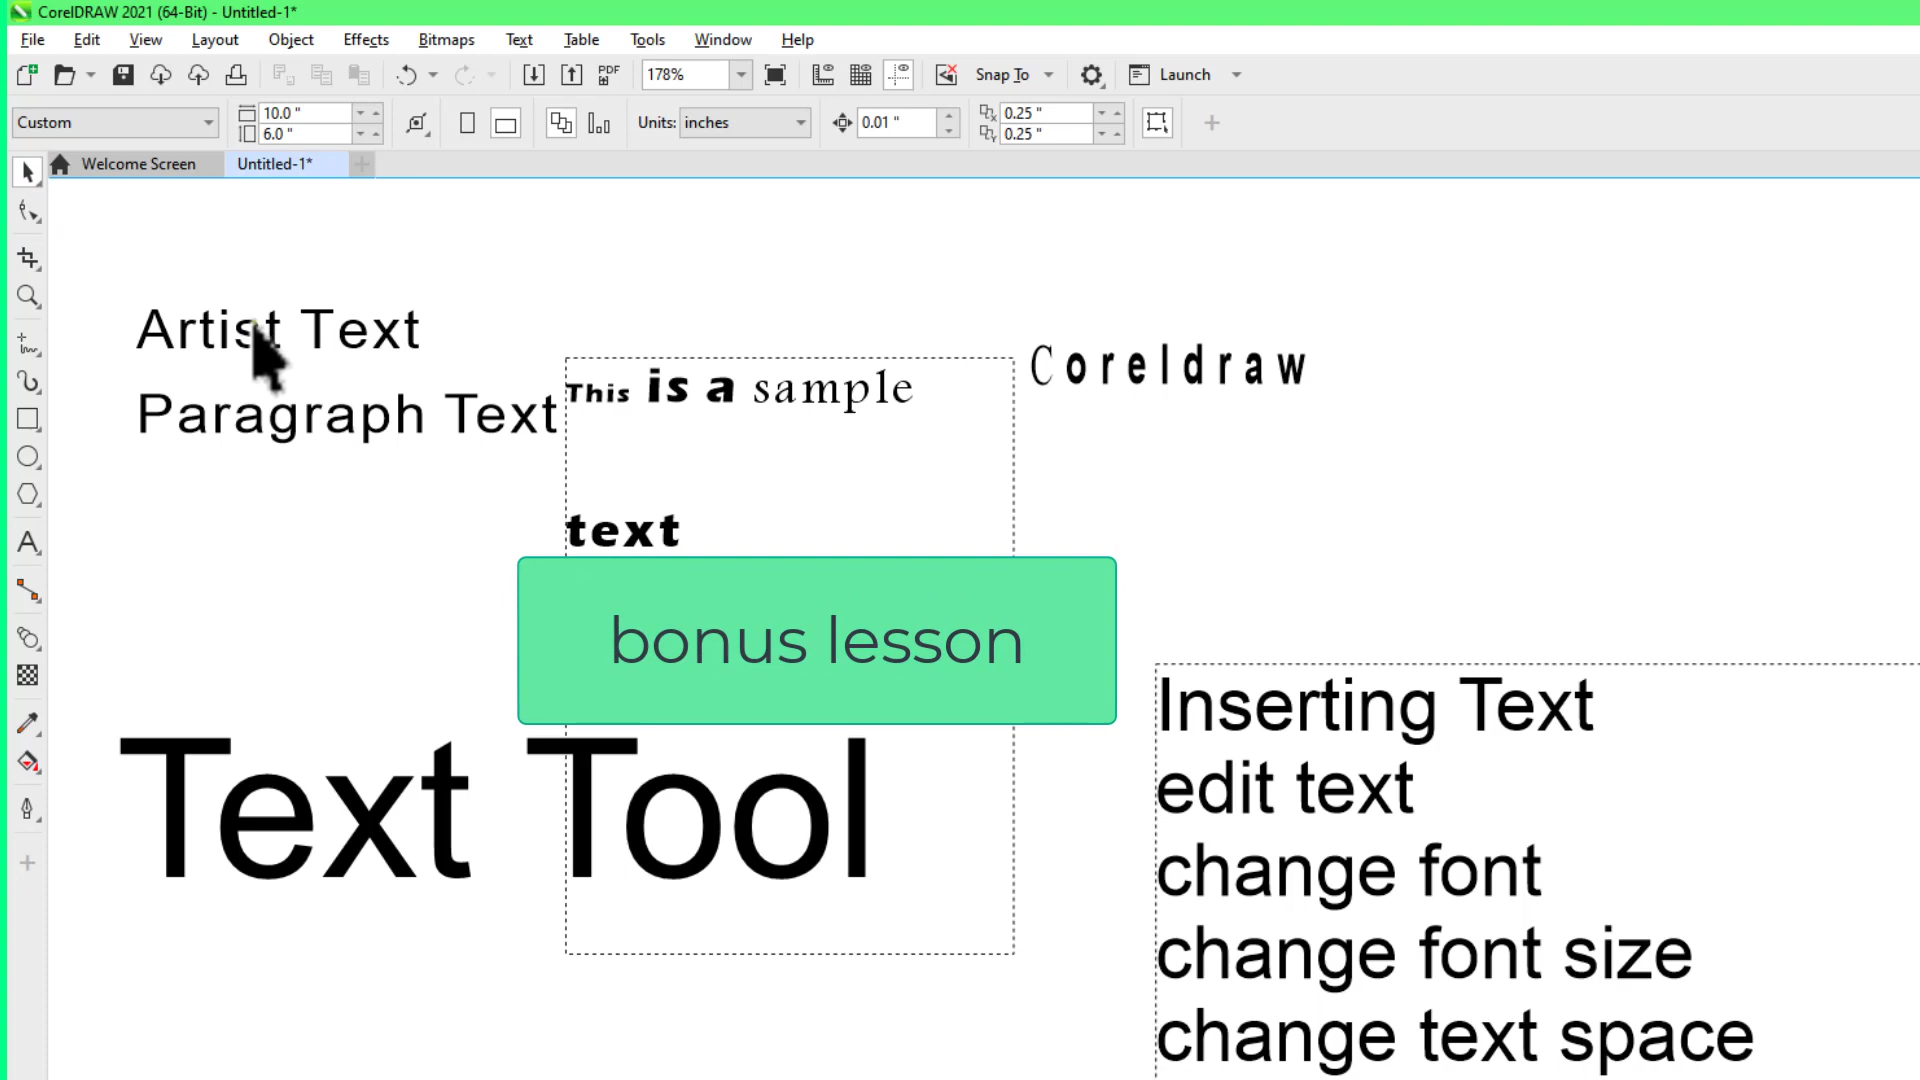 CorelDRAW 2021 (64-Bit) - Untitled-1*
File Edit View Layout Object Effects Bitmaps Text Table Tools Window Help
PDF 178% Snap To Launch
Custom 10.0 " 6.0 " Units: inches 0.01 " 0.25 " 0.25 "
Welcome Screen Untitled-1*
Artist Text
Paragraph Text
This is a sample
text
Coreldraw
bonus lesson
Text Tool
Inserting Text
edit text
change font
change font size
change text space